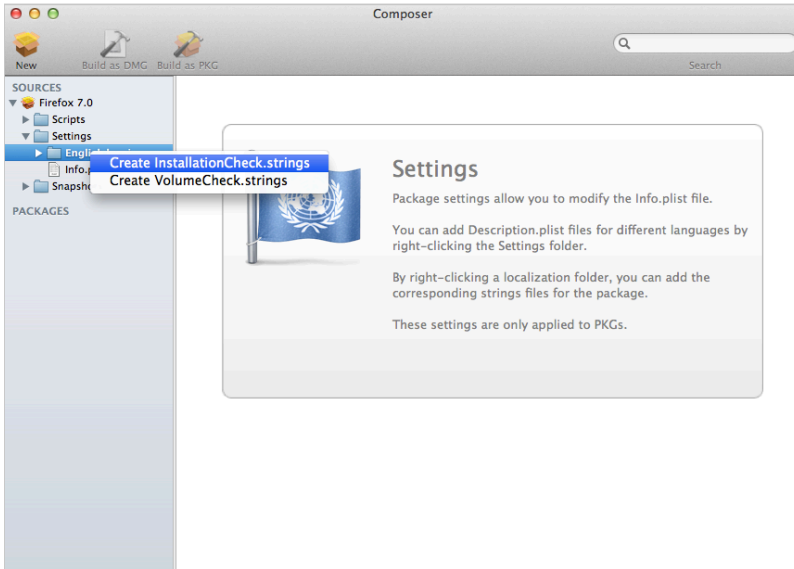 Composer
New
Build as DMG
Build as PKG
Search
SOURCES
Firefox 7.0
Scripts
Settings
Create InstallationCheck.strings
Create VolumeCheck.strings
PACKAGES
Settings
Package settings allow you to modify the Info.plist file.
You can add Description.plist files for different languages by
right-clicking the Settings folder.
By right-clicking a localization folder, you can add the
corresponding strings files for the package.
These settings are only applied to PKGs.